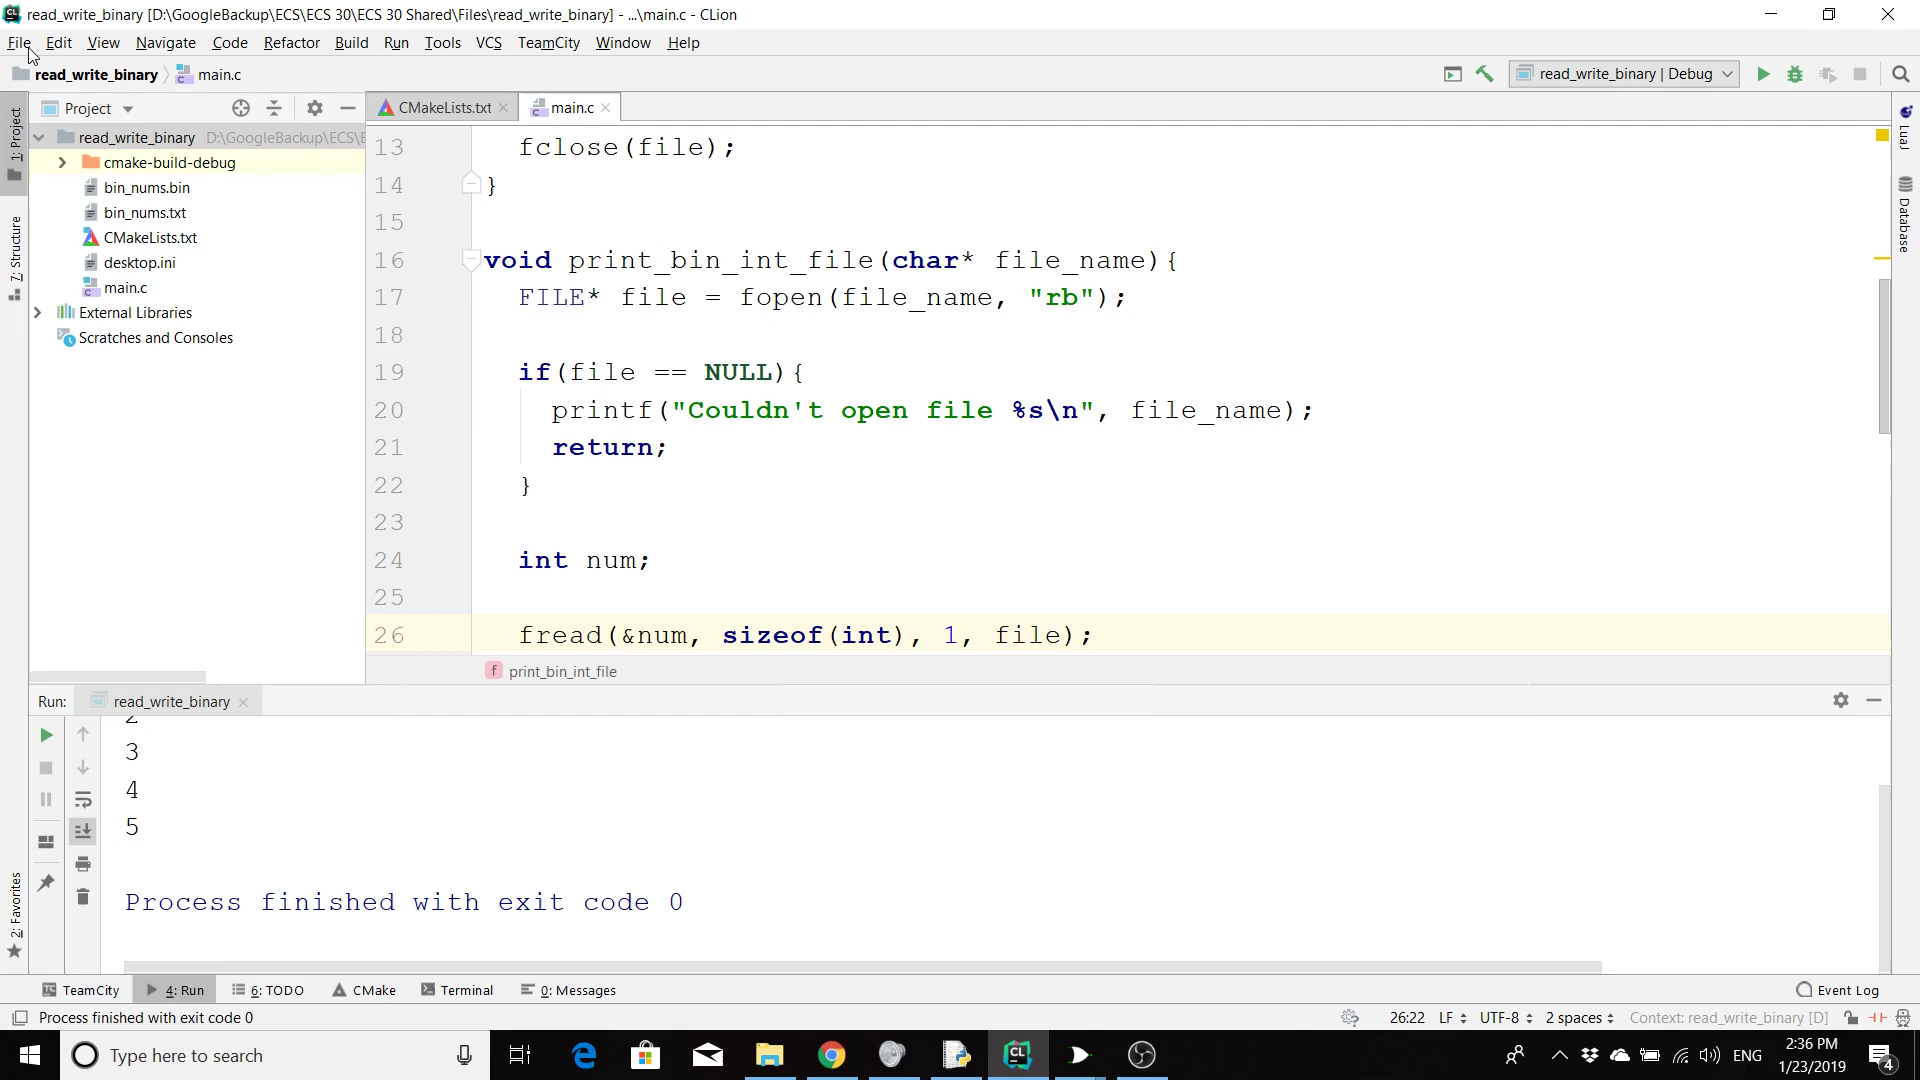 read_write_binary [D:\GoogleBackup\ECS\ECS 30\ECS 30 Shared\Files\read_write_binary] - ...\main.c - CLion
File Edit View Navigate Code Refactor Build Run Tools VCS TeamCity Window Help
read_write_binary main.c read_write_binary | Debug
Project
CMakeLists.txt main.c
1: Project
7: Structure
2: Favorites
read_write_binary D:\GoogleBackup\ECS\E
cmake-build-debug
bin_nums.bin
bin_nums.txt
CMakeLists.txt
desktop.ini
main.c
External Libraries
Scratches and Consoles
13 fclose(file);
14 }
15
16 void print_bin_int_file(char* file_name){
17 FILE* file = fopen(file_name, "rb");
18
19 if(file == NULL){
20 printf("Couldn't open file %s\n", file_name);
21 return;
22 }
23
24 int num;
25
26 fread(&num, sizeof(int), 1, file);
f print_bin_int_file
LuaJ
Database
Run: read_write_binary
2
3
4
5
Process finished with exit code 0
TeamCity 4: Run 6: TODO CMake Terminal 0: Messages Event Log
Process finished with exit code 0 26:22 LF UTF-8 2 spaces Context: read_write_binary [D]
Type here to search
ENG
2:36 PM
1/23/2019
4